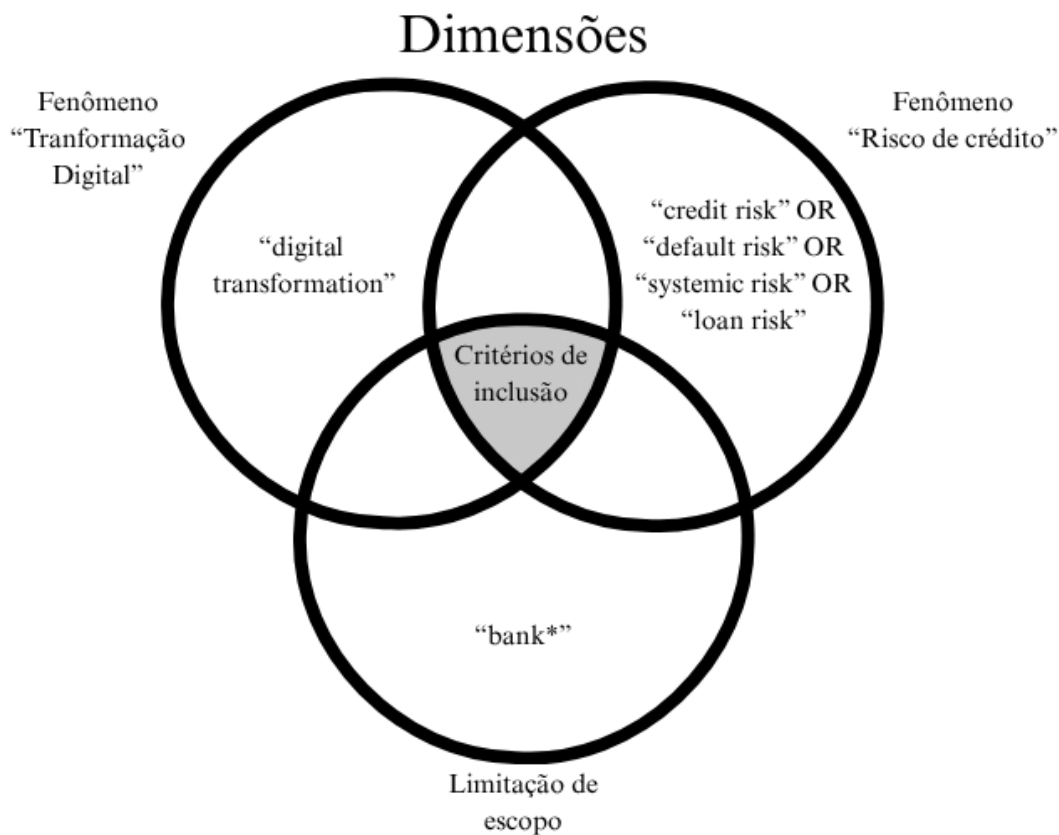 Dimensões
Fenômeno
“Tranformação
Digital”
Fenômeno
“Risco de crédito”
“digital
transformation”
“credit risk” OR
“default risk” OR
“systemic risk” OR
“loan risk”
Critérios de
inclusão
“bank*”
Limitação de
escopo